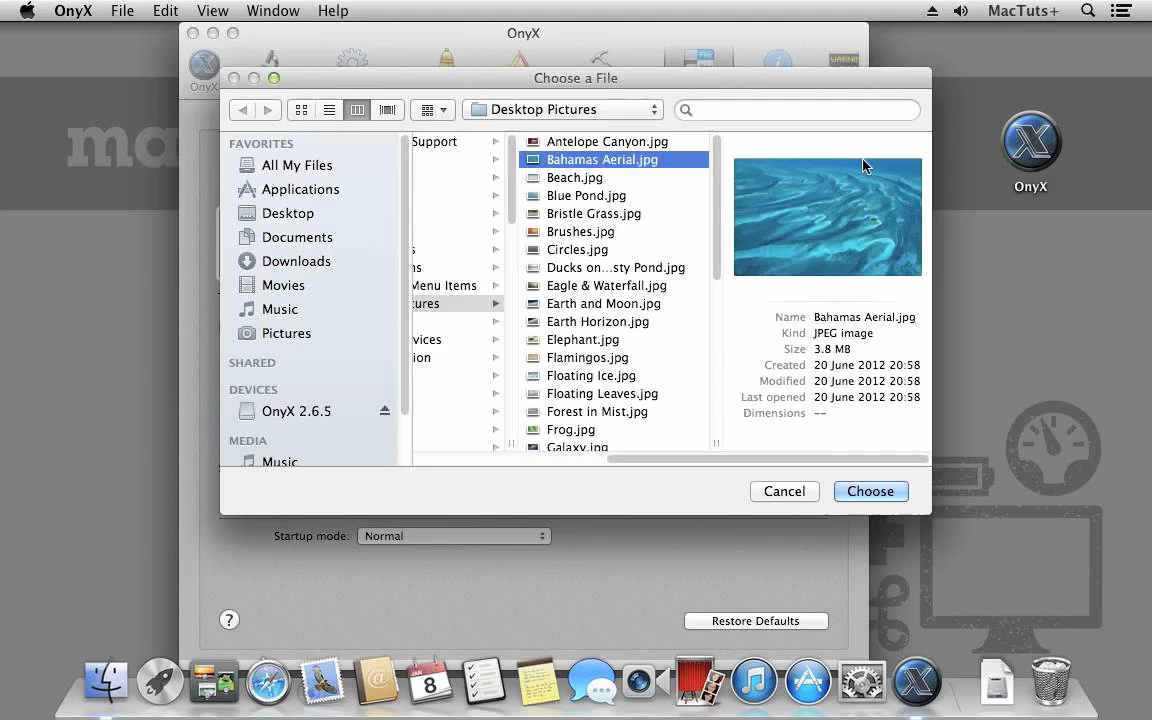 OnyX File Edit View Window Help MacTuts+
OnyX
Choose a File
Desktop Pictures
FAVORITES
All My Files
Applications
Desktop
Documents
Downloads
Movies
Music
Pictures
SHARED
DEVICES
OnyX 2.6.5
MEDIA
Music
Support
Menu Items
tures
vices
ion
Antelope Canyon.jpg
Bahamas Aerial.jpg
Beach.jpg
Blue Pond.jpg
Bristle Grass.jpg
Brushes.jpg
Circles.jpg
Ducks on...sty Pond.jpg
Eagle & Waterfall.jpg
Earth and Moon.jpg
Earth Horizon.jpg
Elephant.jpg
Flamingos.jpg
Floating Ice.jpg
Floating Leaves.jpg
Forest in Mist.jpg
Frog.jpg
Galaxy.jpg
Name Bahamas Aerial.jpg
Kind JPEG image
Size 3.8 MB
Created 20 June 2012 20:58
Modified 20 June 2012 20:58
Last opened 20 June 2012 20:58
Dimensions --
Cancel
Choose
Startup mode: Normal
?
Restore Defaults
OnyX
ma
JAN
8